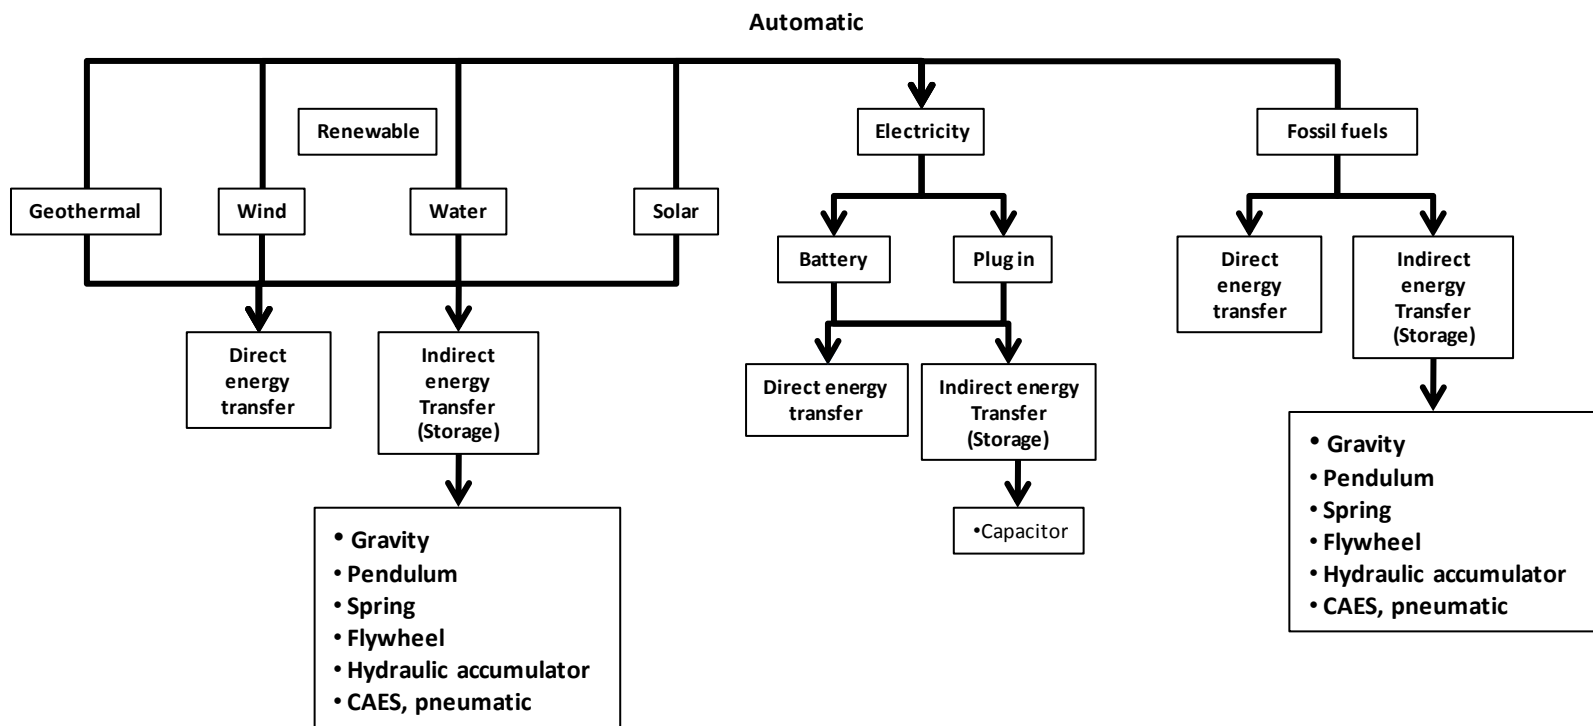 Automatic
Renewable
Electricity
Fossil fuels
Geothermal
Wind
Water
Solar
Battery
Plug in
Direct
energy
transfer
Indirect
energy
Transfer
(Storage)
Direct
energy
transfer
Indirect
energy
Transfer
(Storage)
Direct energy
transfer
Indirect energy
Transfer
(Storage)
• Gravity
• Pendulum
• Spring
• Flywheel
• Hydraulic accumulator
• CAES, pneumatic
•Capacitor
• Gravity
• Pendulum
• Spring
• Flywheel
• Hydraulic accumulator
• CAES, pneumatic